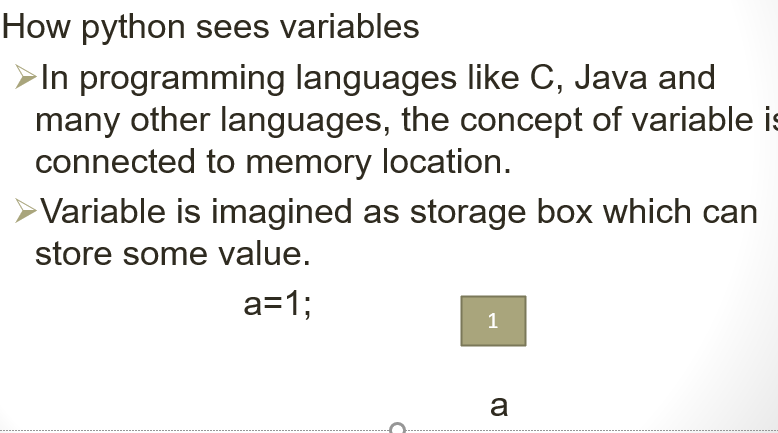 How python sees variables
➢In programming languages like C, Java and
many other languages, the concept of variable is
connected to memory location.
➢Variable is imagined as storage box which can
store some value.
a=1;
1
a